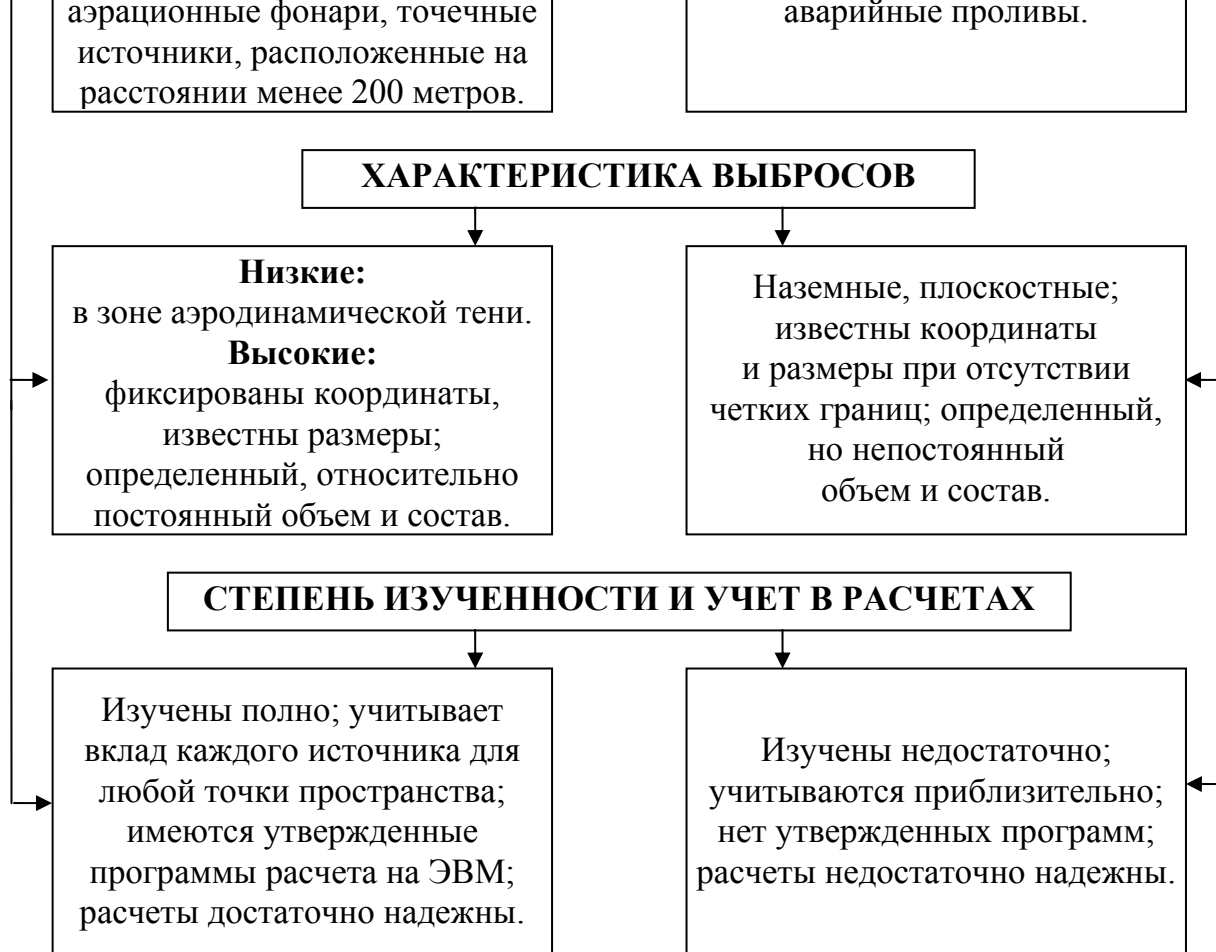 аэрационные фонари, точечные
источники, расположенные на
расстоянии менее 200 метров.
аварийные проливы.
ХАРАКТЕРИСТИКА ВЫБРОСОВ
Низкие:
в зоне аэродинамической тени.
Высокие:
фиксированы координаты,
известны размеры;
определенный, относительно
постоянный объем и состав.
Наземные, плоскостные;
известны координаты
и размеры при отсутствии
четких границ; определенный,
но непостоянный
объем и состав.
СТЕПЕНЬ ИЗУЧЕННОСТИ И УЧЕТ В РАСЧЕТАХ
Изучены полно; учитывает
вклад каждого источника для
любой точки пространства;
имеются утвержденные
программы расчета на ЭВМ;
расчеты достаточно надежны.
Изучены недостаточно;
учитываются приблизительно;
нет утвержденных программ;
расчеты недостаточно надежны.